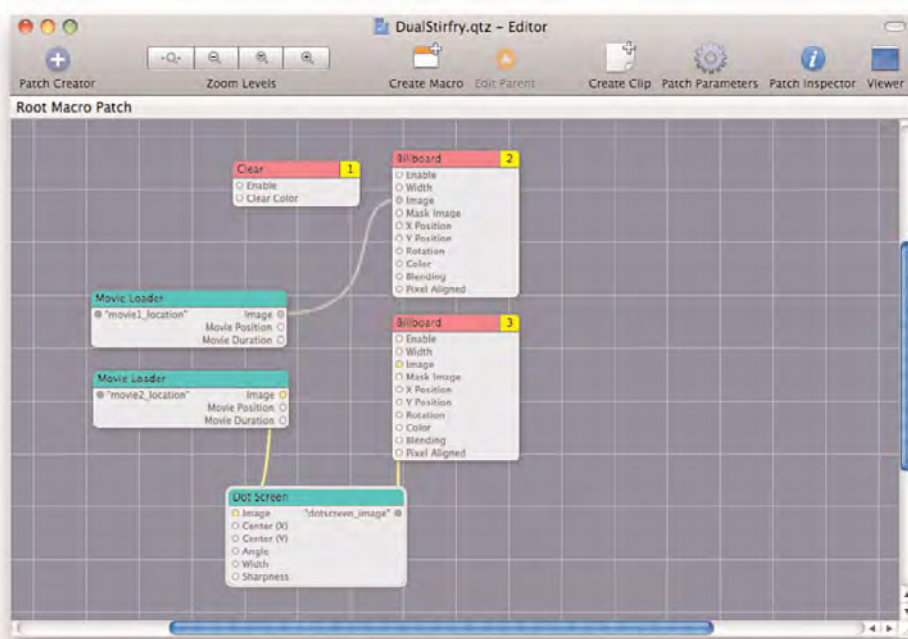 DualStirfry.qtz – Editor
Patch Creator
Zoom Levels
Create Macro
Edit Parent
Create Clip
Patch Parameters
Patch Inspector
Viewer
Root Macro Patch
Clear 1
Enable
Clear Color
Billboard 2
Enable
Width
Image
Mask Image
X Position
Y Position
Rotation
Color
Blending
Pixel Aligned
Movie Loader
"movie1_location" Image
Movie Position
Movie Duration
Billboard 3
Enable
Width
Image
Mask Image
X Position
Y Position
Rotation
Color
Blending
Pixel Aligned
Movie Loader
"movie2_location" Image
Movie Position
Movie Duration
Dot Screen
Image "dotscreen_image"
Center (X)
Center (Y)
Angle
Width
Sharpness